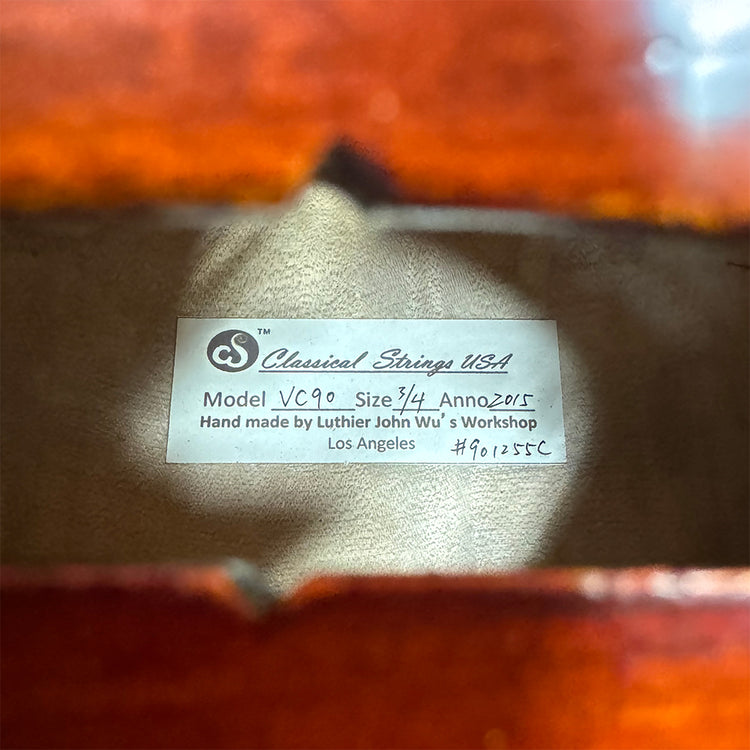 CS™ Classical Strings USA
Model VC90 Size 3/4 Anno 2015
Hand made by Luthier John Wu's Workshop
Los Angeles #901255C